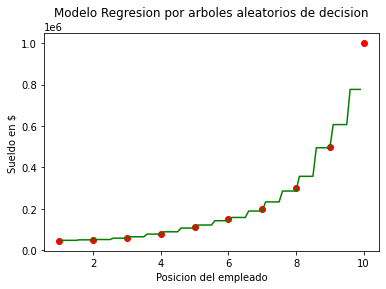 Modelo Regresion por arboles aleatorios de decision
1e6
1.0
0.8
0.6
0.4
0.2
0.0
Sueldo en $
2 4 6 8 10
Posicion del empleado